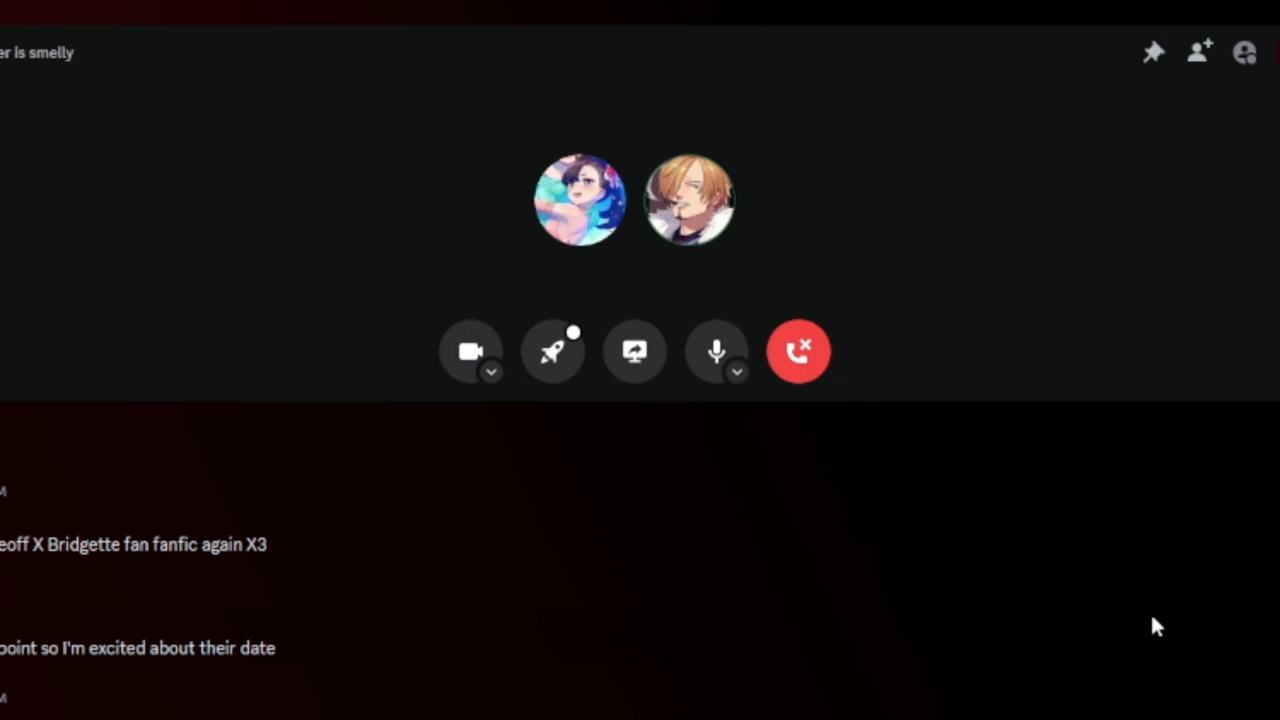 er is smelly
M
eoff X Bridgette fan fanfic again X3
point so I'm excited about their date
M